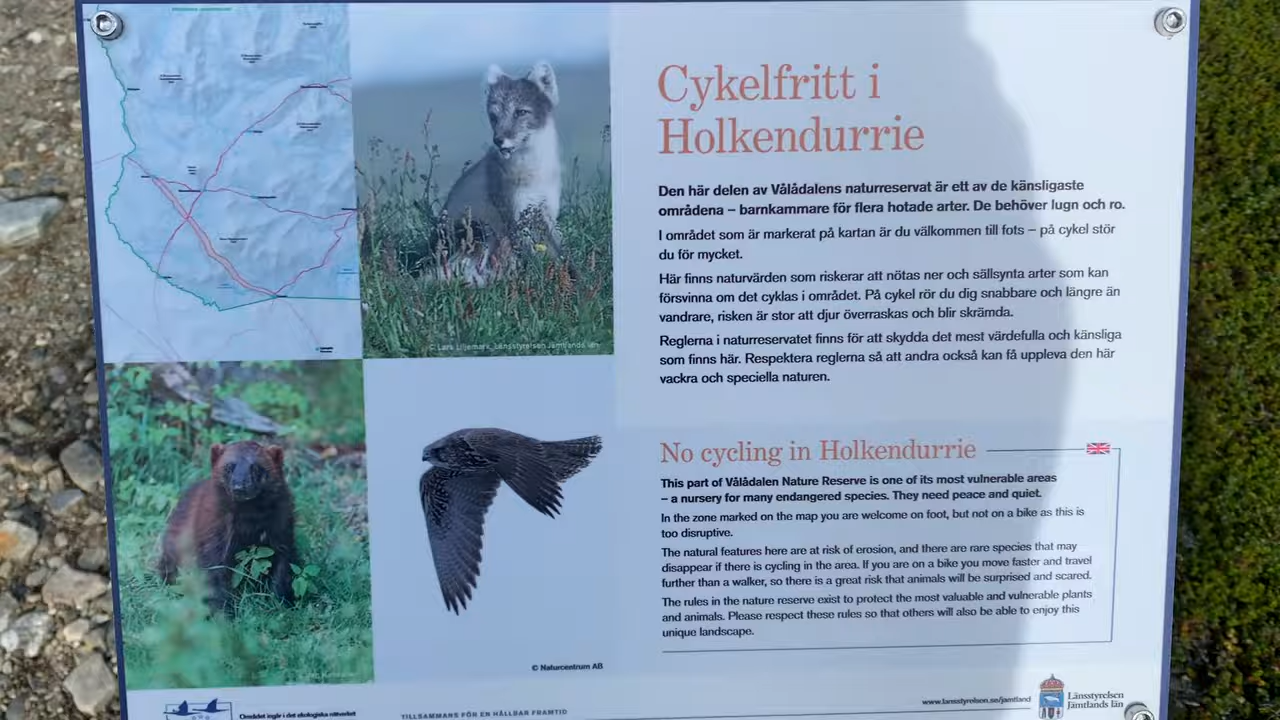 Cykelfritt i
Holkendurrie
Den här delen av Vålådalens naturreservat är ett av de känsligaste
områdena – barnkammare för flera hotade arter. De behöver lugn och ro.
I området som är markerat på kartan är du välkommen till fots – på cykel stör
du för mycket.
Här finns naturvärden som riskerar att nötas ner och sällsynta arter som kan
försvinna om det cyklas i området. På cykel rör du dig snabbare och längre än
vandrare, risken är stor att djur överraskas och blir skrämda.
Reglerna i naturreservatet finns för att skydda det mest värdefulla och känsliga
som finns här. Respektera reglerna så att andra också kan få uppleva den här
vackra och speciella naturen.
No cycling in Holkendurrie
This part of Vålådalen Nature Reserve is one of its most vulnerable areas
– a nursery for many endangered species. They need peace and quiet.
In the zone marked on the map you are welcome on foot, but not on a bike as this is
too disruptive.
The natural features here are at risk of erosion, and there are rare species that may
disappear if there is cycling in the area. If you are on a bike you move faster and travel
further than a walker, so there is a great risk that animals will be surprised and scared.
The rules in the nature reserve exist to protect the most valuable and vulnerable plants
and animals. Please respect these rules so that others will also be able to enjoy this
unique landscape.
© Lars Liljemark, Länsstyrelsen Jämtlands län
© Naturcentrum AB
Området ingår i det ekologiska nätverket
TILLSAMMANS FÖR EN HÅLLBAR FRAMTID
www.lansstyrelsen.se/jamtland
Länsstyrelsen
Jämtlands län